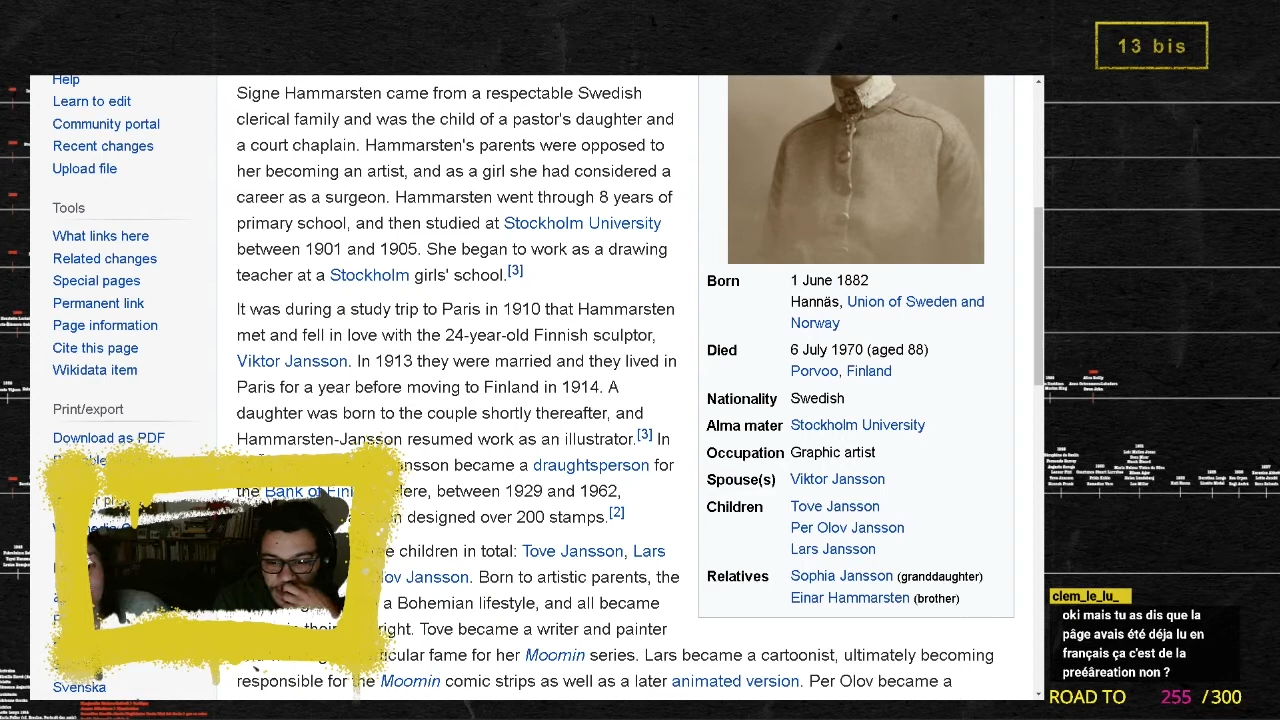 13 bis
Help
Learn to edit
Community portal
Recent changes
Upload file
Tools
What links here
Related changes
Special pages
Permanent link
Page information
Cite this page
Wikidata item
Print/export
Download as PDF
Svenska
Signe Hammarsten came from a respectable Swedish
clerical family and was the child of a pastor's daughter and
a court chaplain. Hammarsten's parents were opposed to
her becoming an artist, and as a girl she had considered a
career as a surgeon. Hammarsten went through 8 years of
primary school, and then studied at Stockholm University
between 1901 and 1905. She began to work as a drawing
teacher at a Stockholm girls' school.[3]
It was during a study trip to Paris in 1910 that Hammarsten
met and fell in love with the 24-year-old Finnish sculptor,
Viktor Jansson. In 1913 they were married and they lived in
Paris for a year before moving to Finland in 1914. A
daughter was born to the couple shortly thereafter, and
Hammarsten-Jansson resumed work as an illustrator.[3] In
became a draughtsperson for
the Bank of between 1924 and 1962,
designed over 200 stamps.[2]
children in total: Tove Jansson, Lars
Jansson. Born to artistic parents, the
a Bohemian lifestyle, and all became
right. Tove became a writer and painter
fame for her Moomin series. Lars became a cartoonist, ultimately becoming
responsible for the Moomin comic strips as well as a later animated version. Per Olov became a
Born 1 June 1882
Hannäs, Union of Sweden and
Norway
Died 6 July 1970 (aged 88)
Porvoo, Finland
Nationality Swedish
Alma mater Stockholm University
Occupation Graphic artist
Spouse(s) Viktor Jansson
Children Tove Jansson
Per Olov Jansson
Lars Jansson
Relatives Sophia Jansson (granddaughter)
Einar Hammarsten (brother)
clem_le_lu_
oki mais tu as dis que la
pâge avais été déja lu en
français ça c'est de la
preéâreation non ?
ROAD TO 255 /300